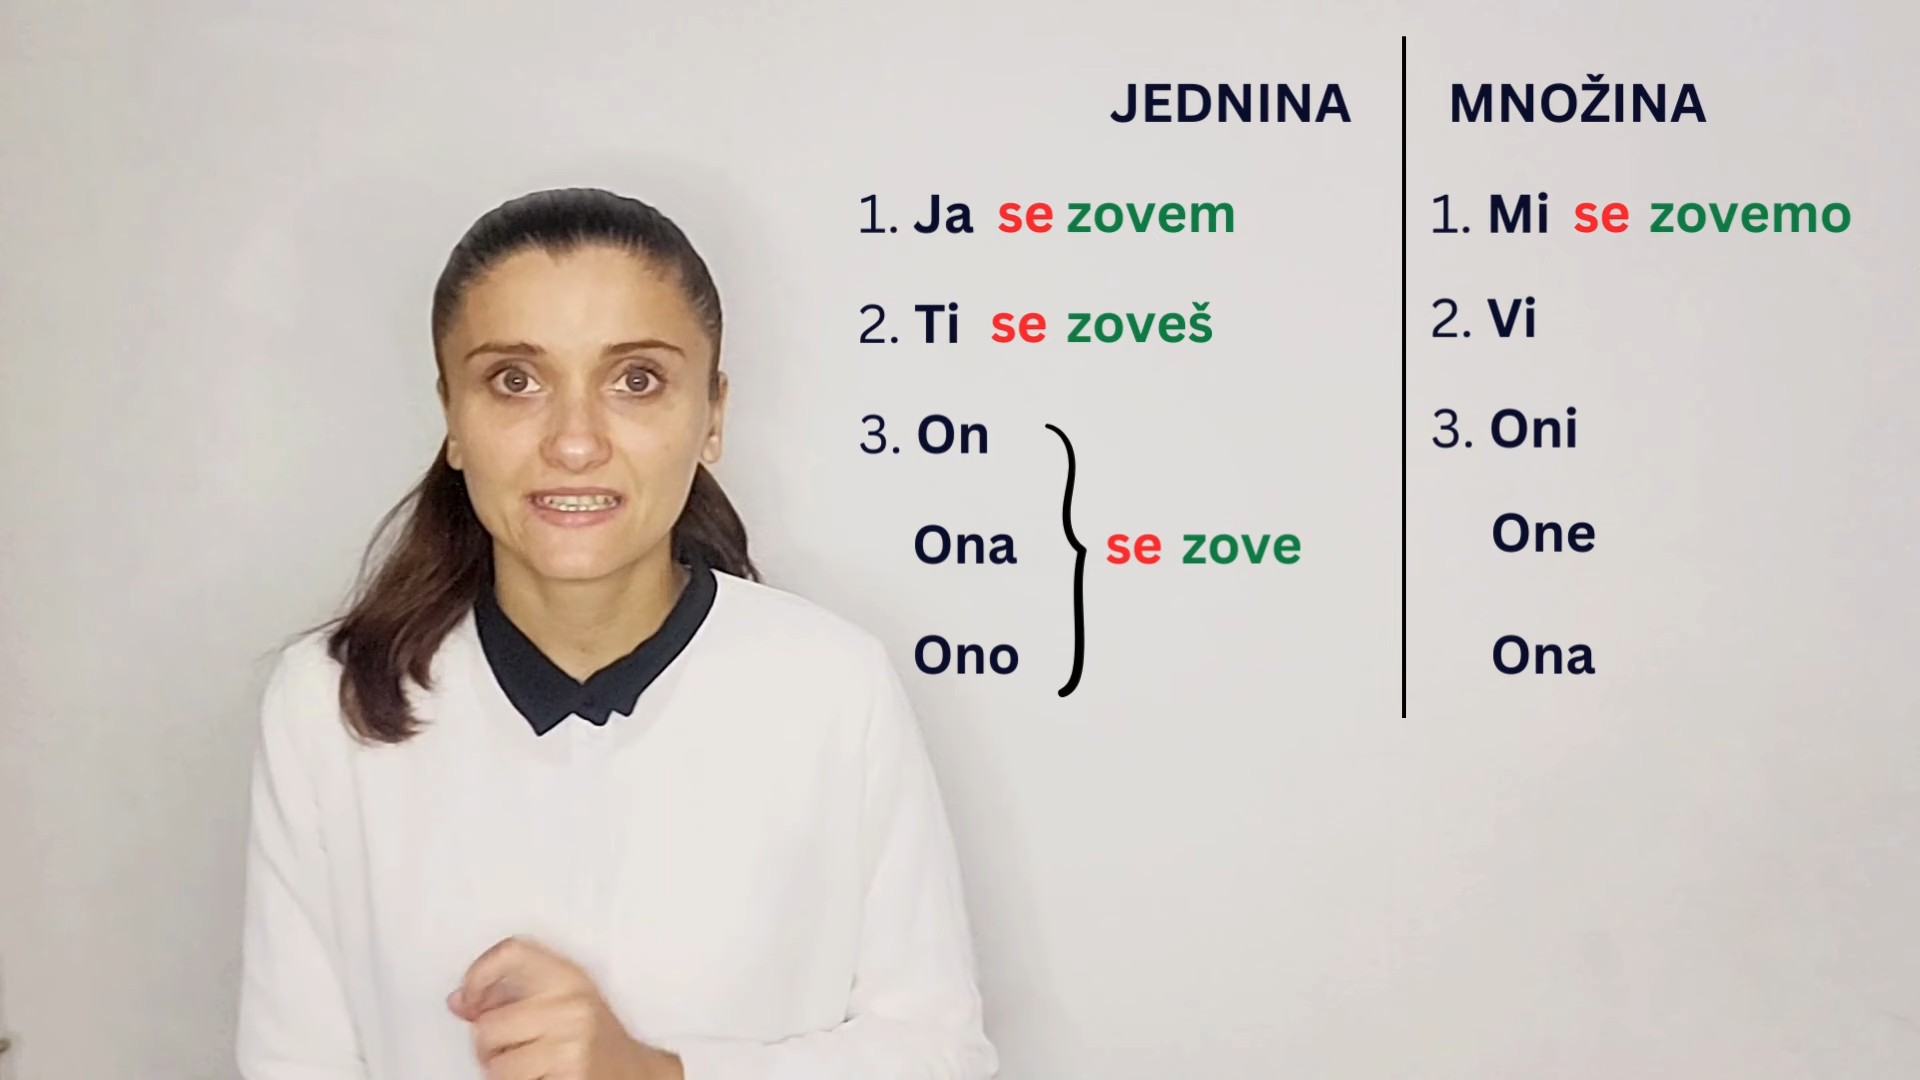 JEDNINA
1. Ja se zovem
2. Ti se zoveš
3. On
Ona
se zove
Ono
MNOŽINA
1. Mi se zovemo
2. Vi
3. Oni
One
Ona